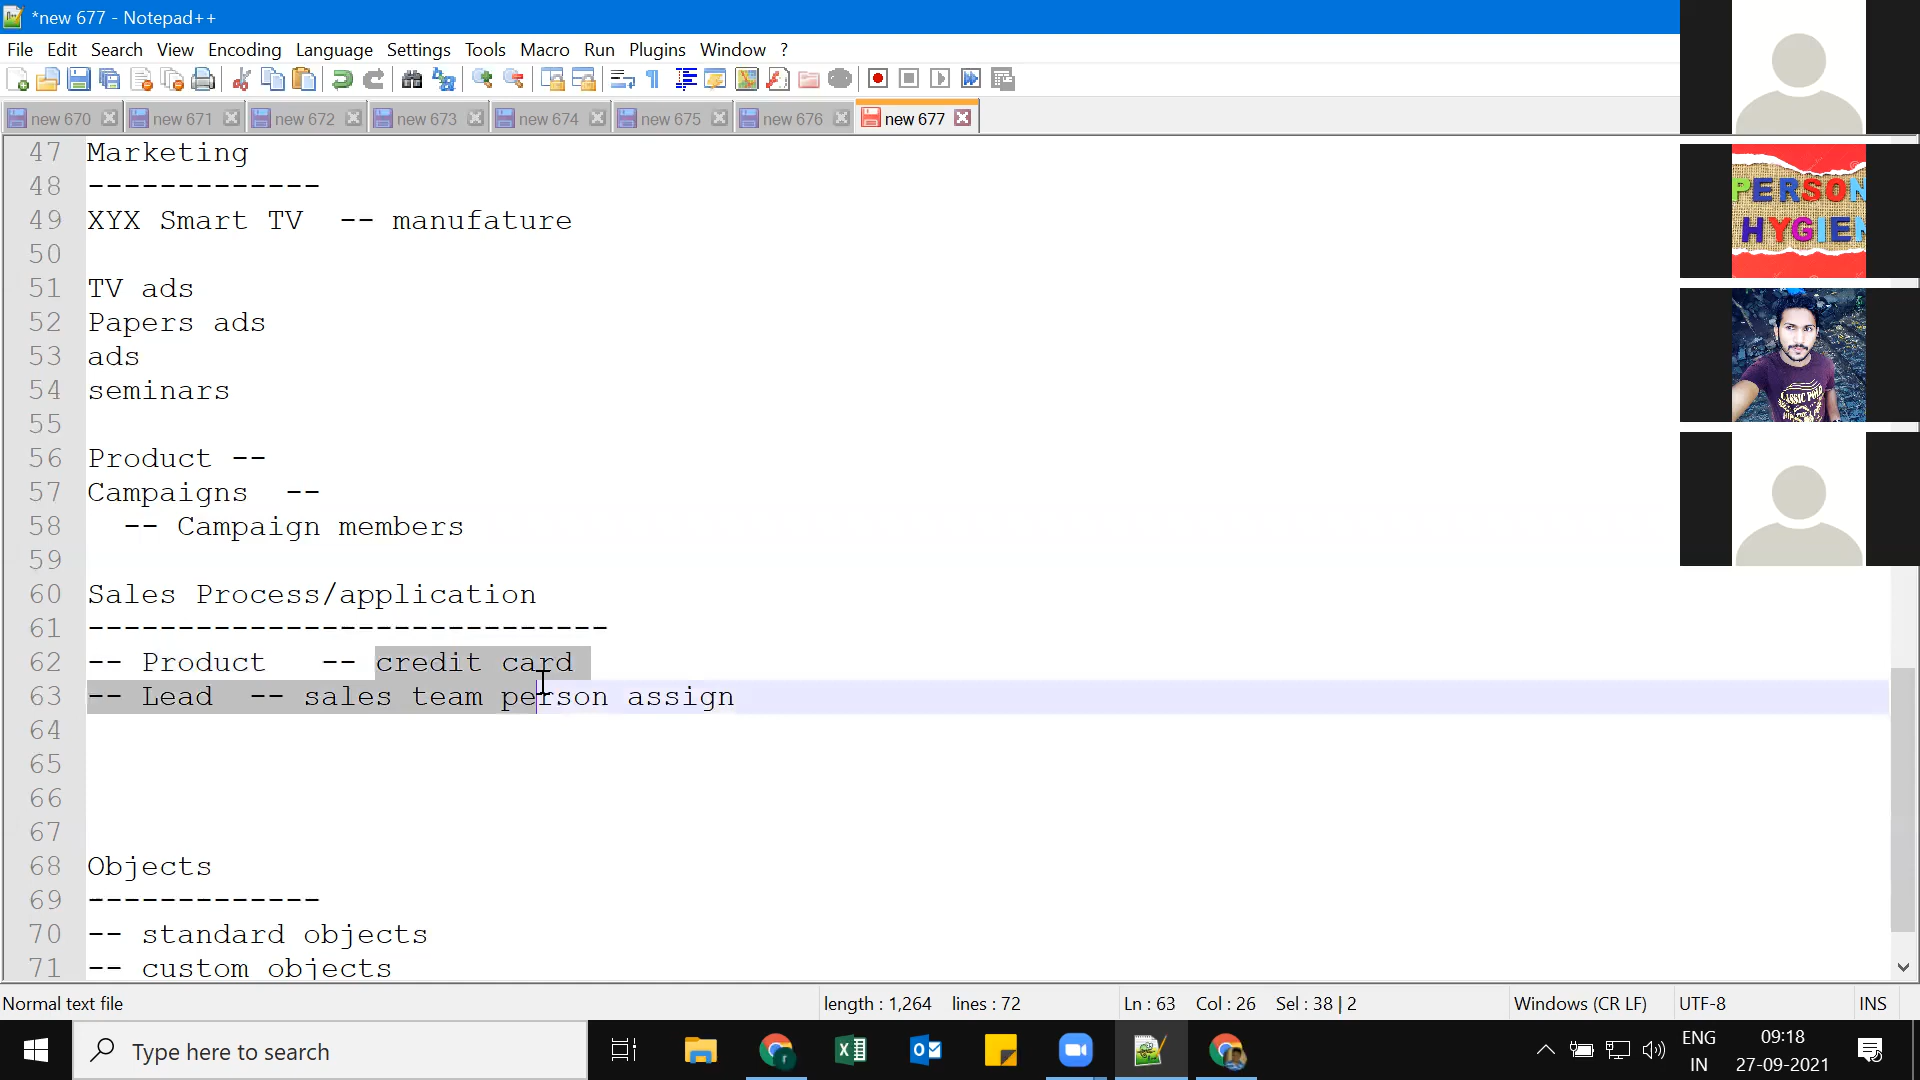 *new 677 - Notepad++
File Edit Search View Encoding Language Settings Tools Macro Run Plugins Window ?
new 670 new 671 new 672 new 673 new 674 new 675 new 676 new 677
47 Marketing
48 -------------
49 XYX Smart TV -- manufature
50
51 TV ads
52 Papers ads
53 ads
54 seminars
55
56 Product --
57 Campaigns --
58 -- Campaign members
59
60 Sales Process/application
61 -----------------------------
62 -- Product -- credit card
63 -- Lead -- sales team person assign
64
65
66
67
68 Objects
69 -------------
70 -- standard objects
71 -- custom objects
Normal text file length : 1,264 lines : 72 Ln : 63 Col : 26 Sel : 38 | 2 Windows (CR LF) UTF-8 INS
Type here to search
ENG
IN
09:18
27-09-2021
PERSON
HYGIEN
CLASSIC POLO